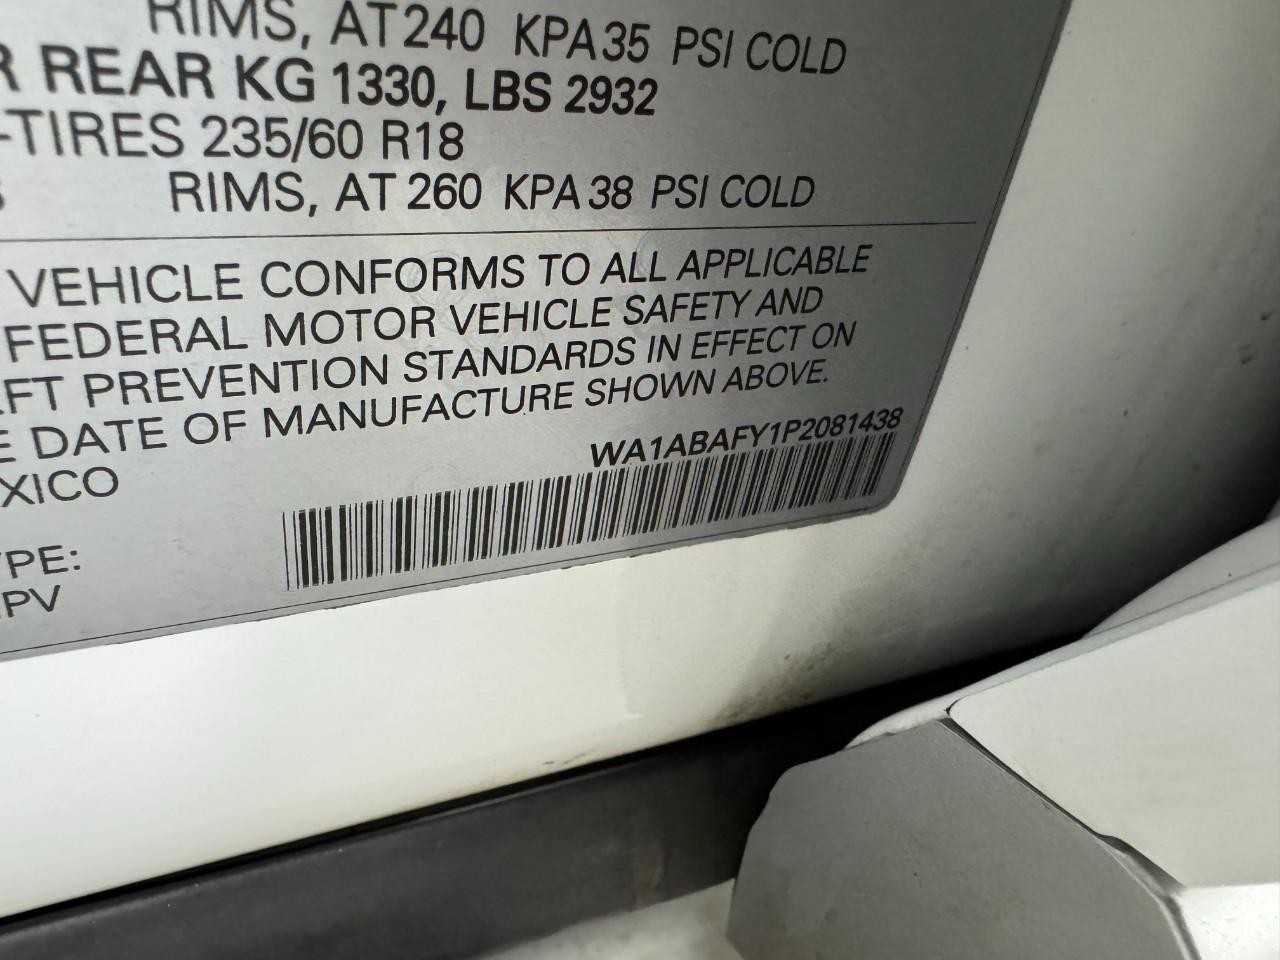 RIMS, AT 240 KPA 35 PSI COLD
R REAR KG 1330, LBS 2932
-TIRES 235/60 R18
RIMS, AT 260 KPA 38 PSI COLD
VEHICLE CONFORMS TO ALL APPLICABLE
FEDERAL MOTOR VEHICLE SAFETY AND
FT PREVENTION STANDARDS IN EFFECT ON
E DATE OF MANUFACTURE SHOWN ABOVE.
WA1ABAFY1P2081438
XICO
YPE:
PV